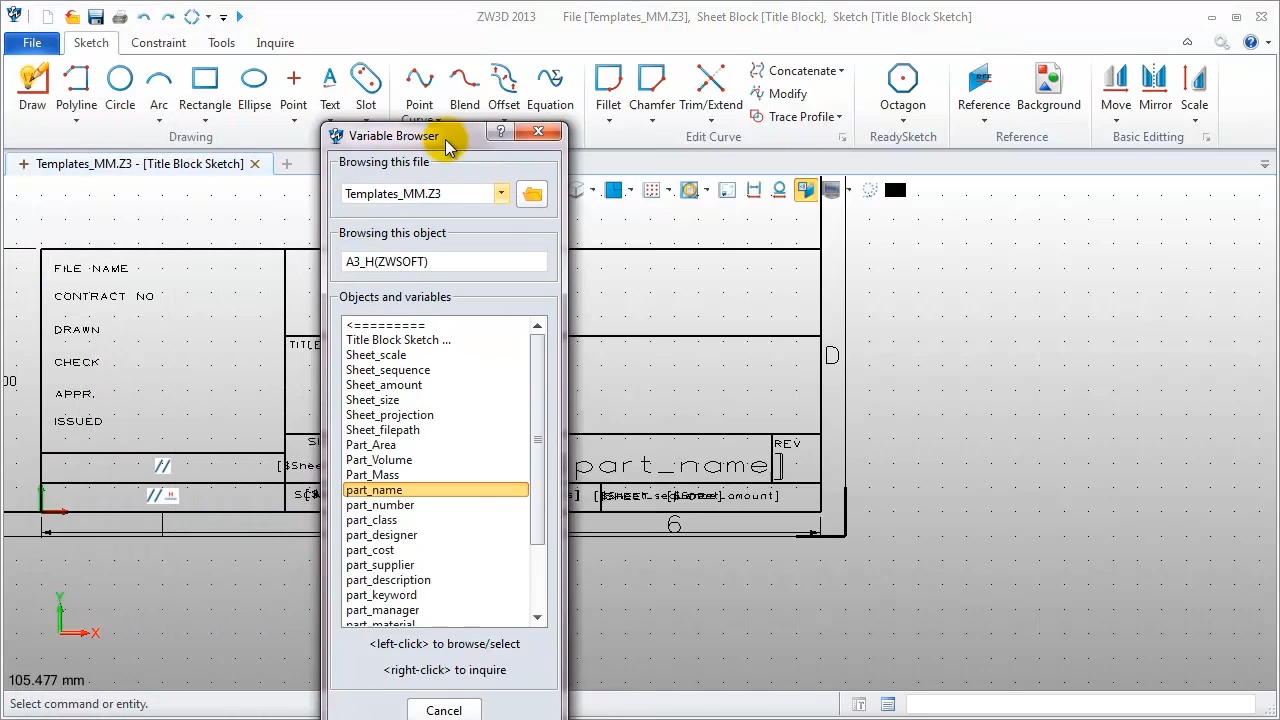 ZW3D 2013 File [Templates_MM.Z3], Sheet Block [Title Block], Sketch [Title Block]
File Sketch Constraint Tools Inquire
Draw Polyline Circle Arc Rectangle Ellipse Point Text Slot Point Curve Blend Offset Equation Fillet Chamfer Trim/Extend Concatenate Octagon Reference Background Move Mirror Scale
Modify
Trace Profile
Drawing Edit Curve ReadySketch Reference Basic Editing
Templates_MM.Z3 - [Title Block Sketch]
Variable Browser
Browsing this file
Templates_MM.Z3
Browsing this object
A3_H(ZWSOFT)
Objects and variables
<=========
Title Block Sketch ...
Sheet_scale
Sheet_sequence
Sheet_amount
Sheet_size
Sheet_projection
Sheet_filepath
Part_Area
Part_Volume
Part_Mass
part_name
part_number
part_class
part_designer
part_cost
part_supplier
part_description
part_keyword
part_manager
part_material
<left-click> to browse/select
<right-click> to inquire
Cancel
FILE NAME
CONTRACT NO
DRAWN
CHECK
APPR.
ISSUED
TITLE
D
REV
part_name]
6
Y
X
105.477 mm
Select command or entity.